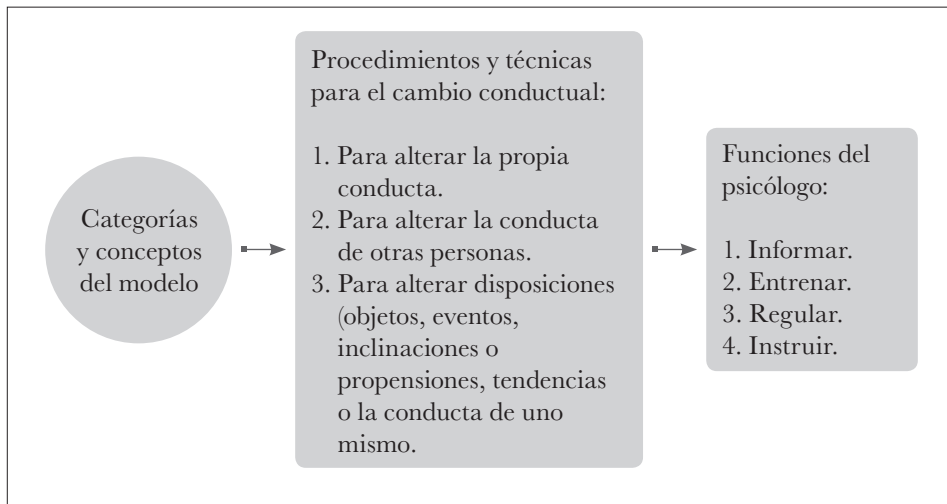 Categorías
y conceptos
del modelo
Procedimientos y técnicas
para el cambio conductual:
1. Para alterar la propia
conducta.
2. Para alterar la conducta
de otras personas.
3. Para alterar disposiciones
(objetos, eventos,
inclinaciones o
propensiones, tendencias
o la conducta de uno
mismo.
Funciones del
psicólogo:
1. Informar.
2. Entrenar.
3. Regular.
4. Instruir.